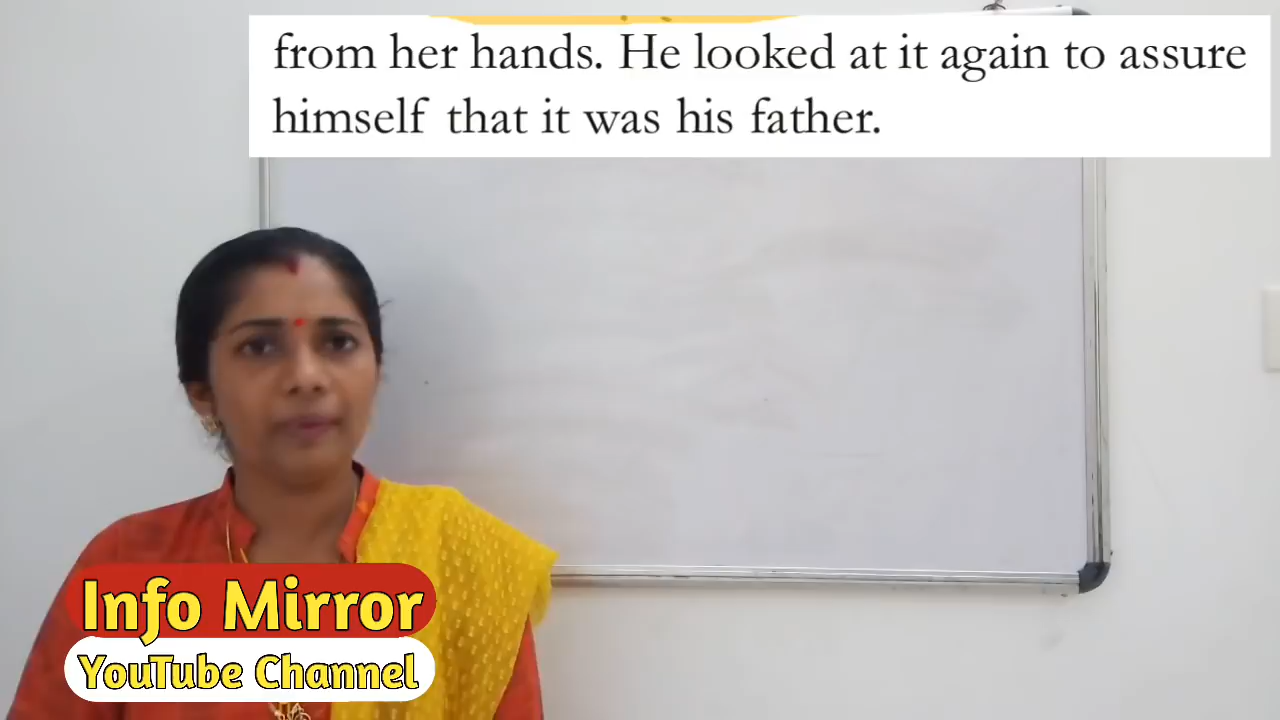 from her hands. He looked at it again to assure
himself that it was his father.
Info Mirror
YouTube Channel